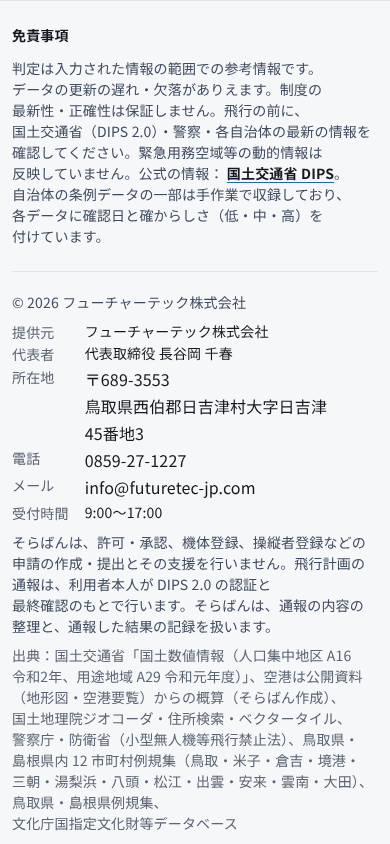 免責事項
判定は入力された情報の範囲での参考情報です。
データの更新の遅れ・欠落がありえます。制度の
最新性・正確性は保証しません。飛行の前に、
国土交通省（DIPS 2.0）・警察・各自治体の最新の情報を
確認してください。緊急用務空域等の動的情報は
反映していません。公式の情報： 国土交通省 DIPS。
自治体の条例データの一部は手作業で収録しており、
各データに確認日と確からしさ（低・中・高）を
付けています。
© 2026 フューチャーテック株式会社
提供元 フューチャーテック株式会社
代表者 代表取締役 長谷岡 千春
所在地 〒689-3553
鳥取県西伯郡日吉津村大字日吉津
45番地3
電話 0859-27-1227
メール info@futuretec-jp.com
受付時間 9:00〜17:00
そらばんは、許可・承認、機体登録、操縦者登録などの
申請の作成・提出とその支援を行いません。飛行計画の
通報は、利用者本人が DIPS 2.0 の認証と
最終確認のもとで行います。そらばんは、通報の内容の
整理と、通報した結果の記録を扱います。
出典：国土交通省「国土数値情報（人口集中地区 A16
令和2年、用途地域 A29 令和元年度）」、空港は公開資料
（地形図・空港要覧）からの概算（そらばん作成）、
国土地理院ジオコーダ・住所検索・ベクタータイル、
警察庁・防衛省（小型無人機等飛行禁止法）、鳥取県・
島根県内 12 市町村例規集（鳥取・米子・倉吉・境港・
三朝・湯梨浜・八頭・松江・出雲・安来・雲南・大田）、
鳥取県・島根県例規集、
文化庁国指定文化財等データベース